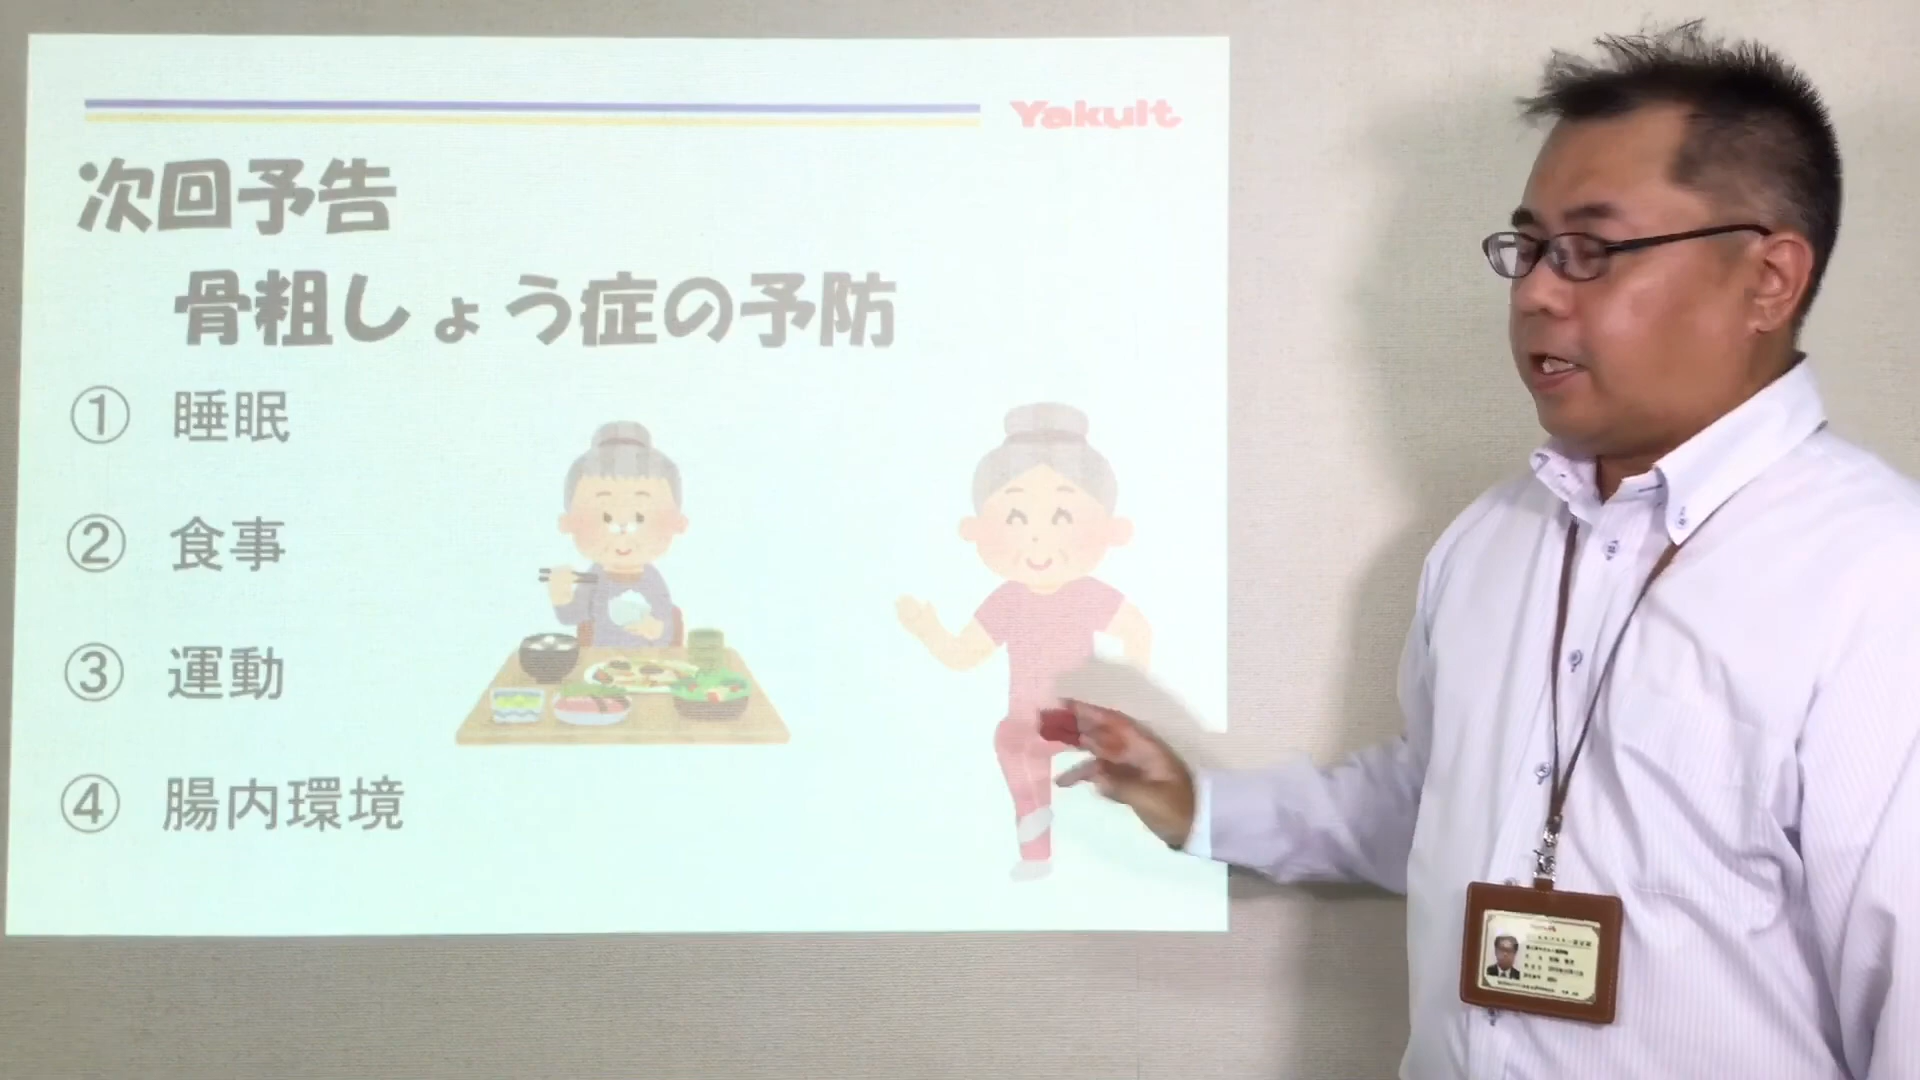 Yakult
次回予告
骨粗しょう症の予防
① 睡眠
② 食事
③ 運動
④ 腸内環境